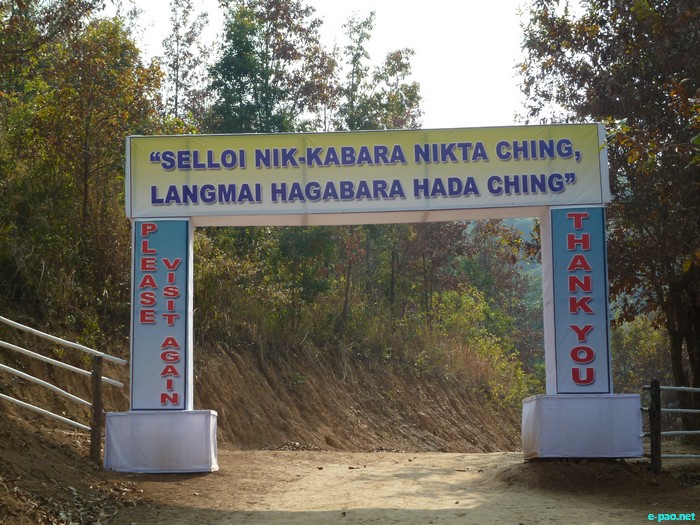 “SELLOI NIK-KABARA NIKTA CHING,
LANGMAI HAGABARA HADA CHING”
PLEASE
VISIT AGAIN
THANK YOU
e-pao.net